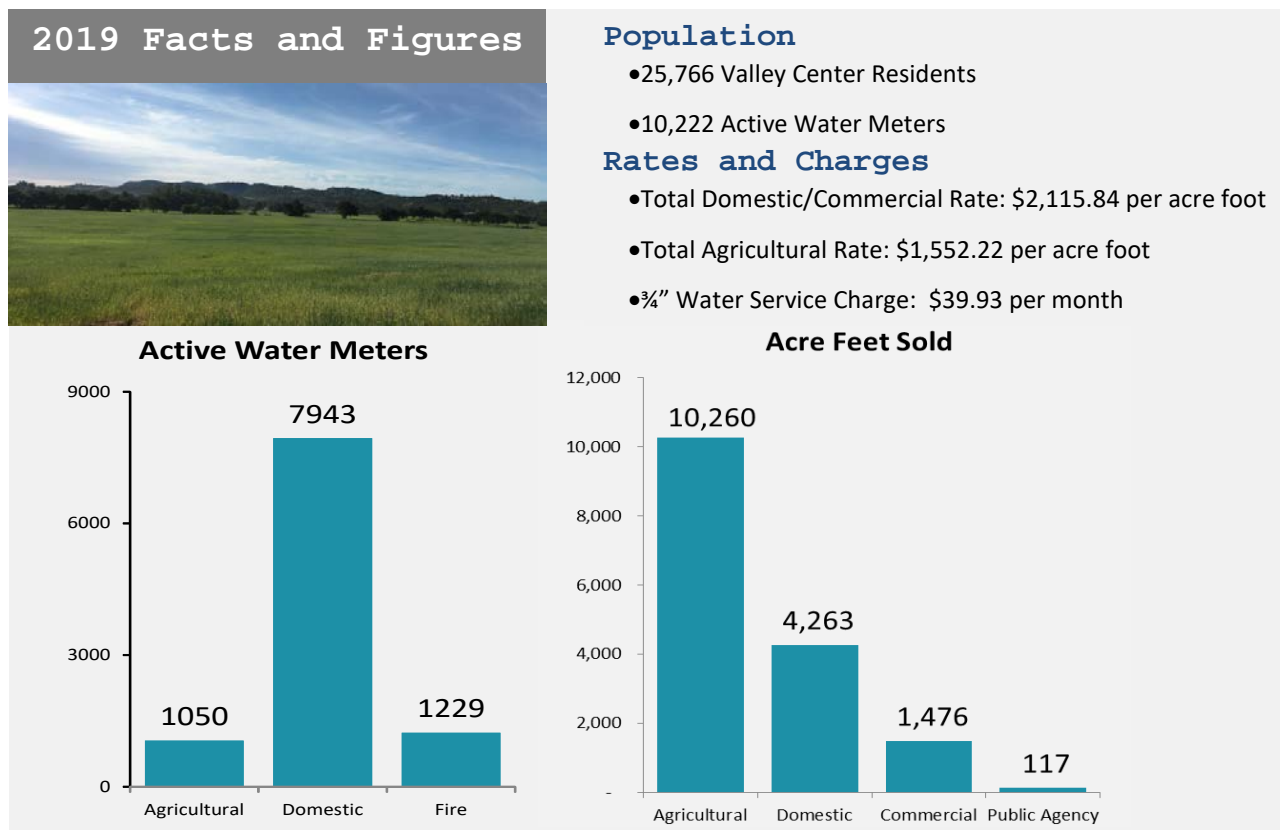 2019 Facts and Figures
Population
•25,766 Valley Center Residents
•10,222 Active Water Meters
Rates and Charges
•Total Domestic/Commercial Rate: $2,115.84 per acre foot
•Total Agricultural Rate: $1,552.22 per acre foot
•¾” Water Service Charge:  $39.93 per month
Active Water Meters
9000
6000
3000
0
1050
7943
1229
Agricultural
Domestic
Fire
Acre Feet Sold
12,000
10,000
8,000
6,000
4,000
2,000
-
10,260
4,263
1,476
117
Agricultural
Domestic
Commercial
Public Agency